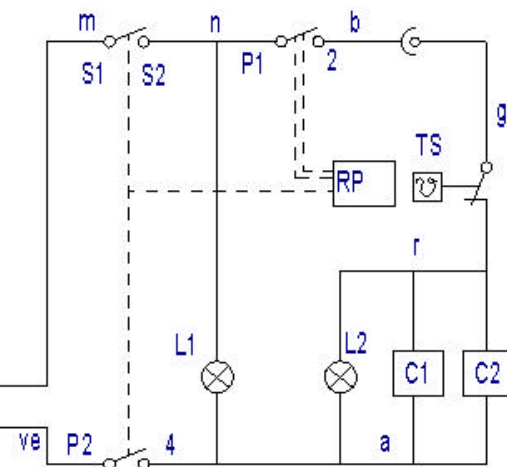 m n b
S1 S2 P1 2
g
TS
RP
r
L1 L2
C1 C2
ve P2 4 a